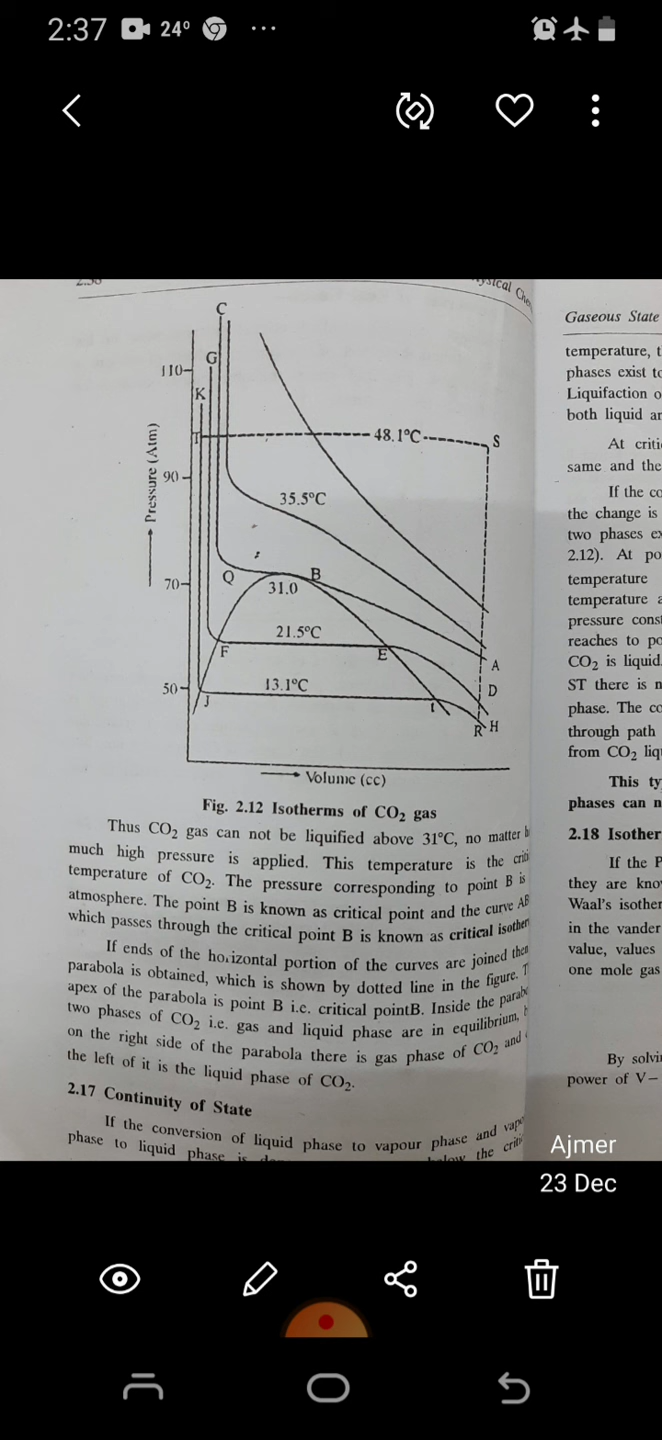 2:37 24° ...
2.38
ysical Che
C
110
G
K
T
48.1°C
S
Pressure (Atm)
90
35.5°C
Q
B
70
31.0
21.5°C
F
E
A
50
13.1°C
D
J
I
R H
Volume (cc)
Fig. 2.12 Isotherms of CO2 gas
Thus CO2 gas can not be liquified above 31°C, no matter h
much high pressure is applied. This temperature is the criti
temperature of CO2. The pressure corresponding to point B is
atmosphere. The point B is known as critical point and the curve AB
which passes through the critical point B is known as critical isother
If ends of the horizontal portion of the curves are joined then
parabola is obtained, which is shown by dotted line in the figure. T
apex of the parabola is point B i.e. critical pointB. Inside the parab
two phases of CO2 i.e. gas and liquid phase are in equilibrium,
on the right side of the parabola there is gas phase of CO2 and
the left of it is the liquid phase of CO2.
2.17 Continuity of State
If the conversion of liquid phase to vapour phase and vapo
phase to liquid phase is below the criti
Gaseous State
temperature, t
phases exist to
Liquifaction o
both liquid an
At criti
same and the
If the co
the change is
two phases ex
2.12). At po
temperature
temperature a
pressure const
reaches to po
CO2 is liquid.
ST there is n
phase. The co
through path
from CO2 liq
This ty
phases can n
2.18 Isother
If the P
they are know
Waal's isother
in the vander
value, values
one mole gas
By solvi
power of V–
Ajmer
23 Dec